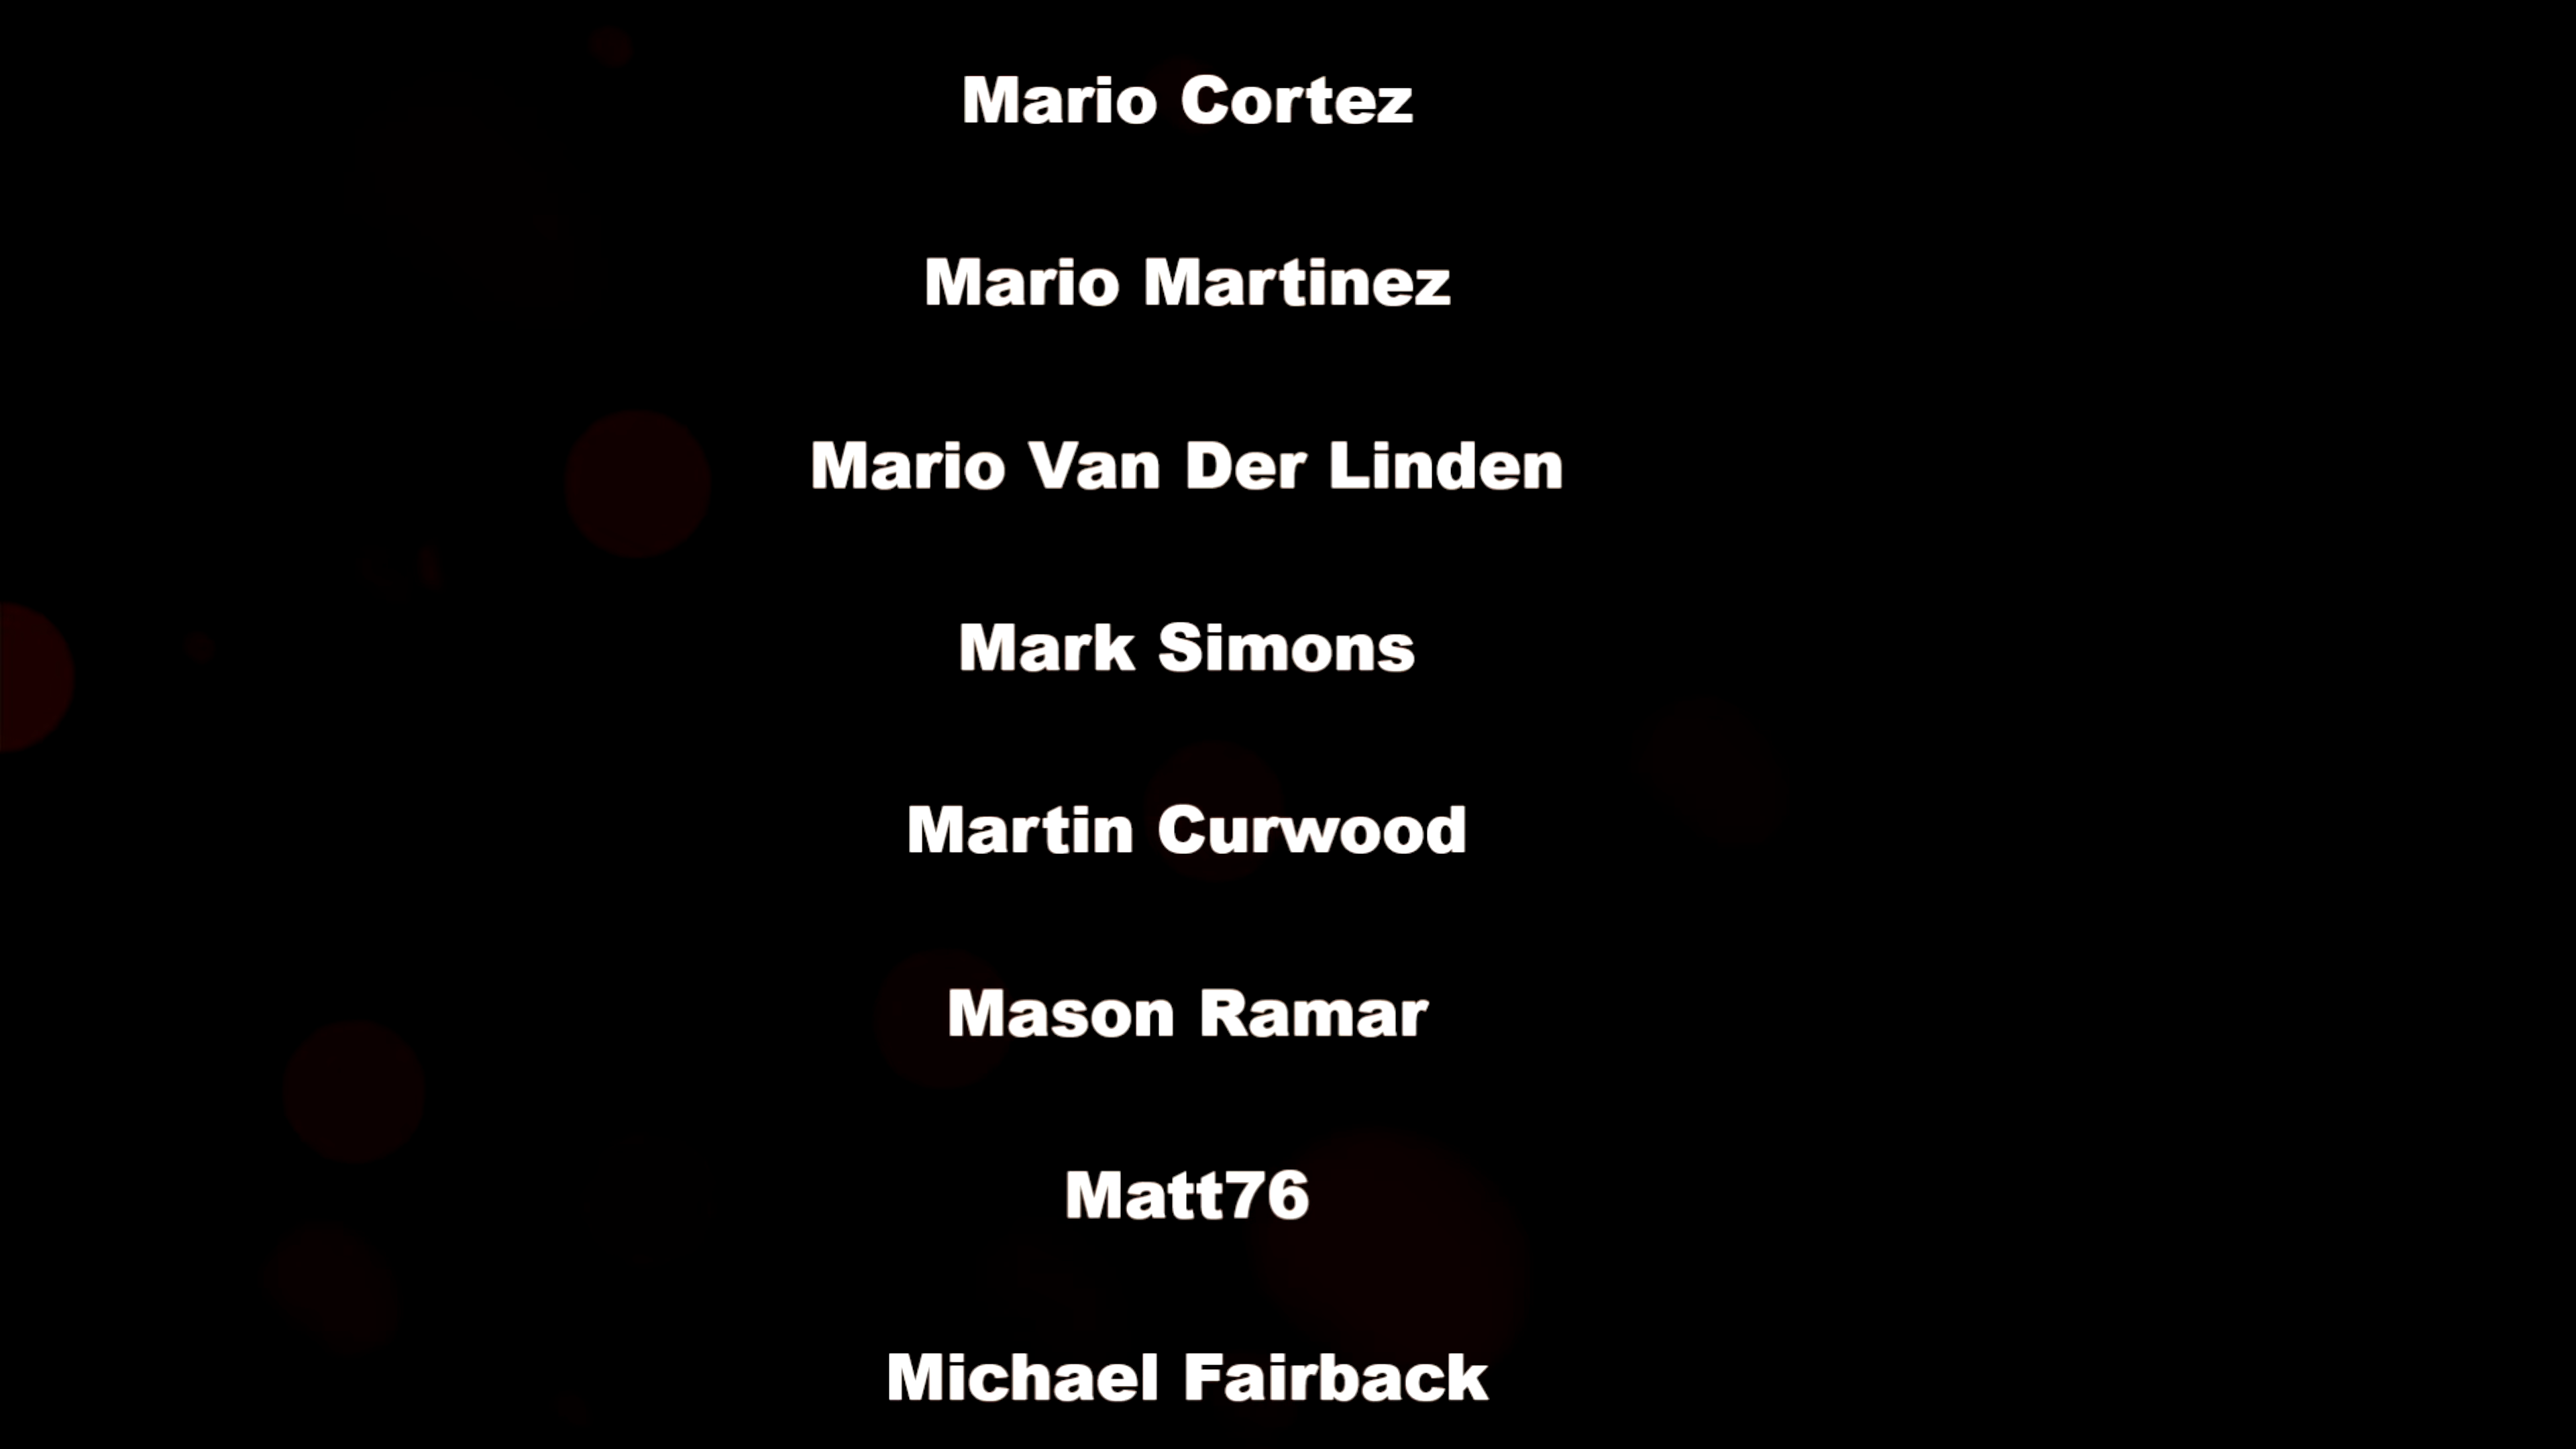 Mario Cortez
Mario Martinez
Mario Van Der Linden
Mark Simons
Martin Curwood
Mason Ramar
Matt76
Michael Fairback